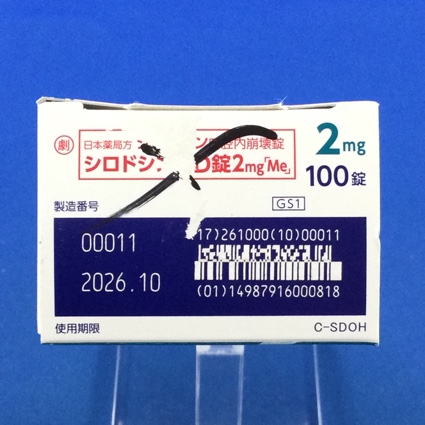 劇
日本薬局方 口腔内崩壊錠
シロドシ 錠2mg「Me」
2mg
100錠
製造番号
GS1
00011
17)261000(10)00011
2026.10
(01)14987916000818
使用期限
C-SDOH